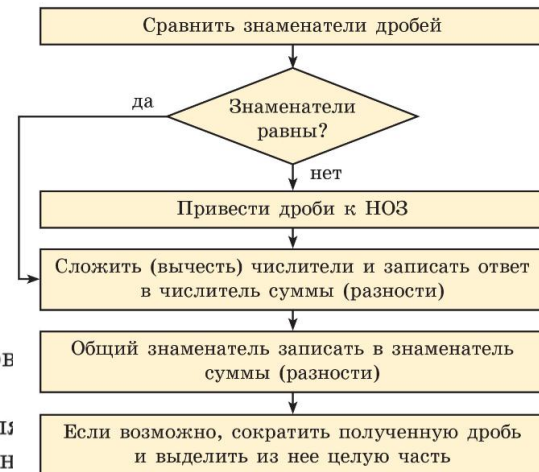 Сравнить знаменатели дробей
да
Знаменатели
равны?
нет
Привести дроби к НОЗ
Сложить (вычесть) числители и записать ответ
в числитель суммы (разности)
Общий знаменатель записать в знаменатель
суммы (разности)
Если возможно, сократить полученную дробь
и выделить из нее целую часть